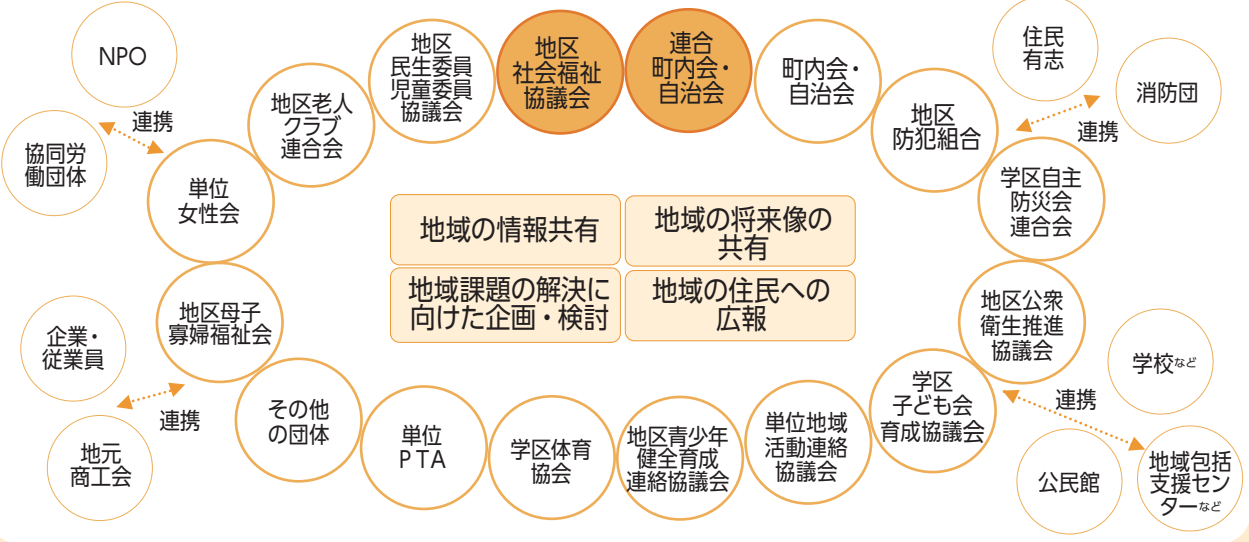 NPO
連携
協同労
働団体
単位
女性会
地区老人
クラブ
連合会
地区
民生委員
児童委員
協議会
地区
社会福祉
協議会
連合
町内会・
自治会
町内会・
自治会
地区
防犯組合
住民
有志
消防団
連携
学区自主
防災会
連合会
地域の情報共有
地域の将来像の
共有
地域課題の解決に
向けた企画・検討
地域の住民への
広報
地区母子
寡婦福祉会
企業・
従業員
連携
地元
商工会
その他
の団体
単位
PTA
学区体育
協会
地区青少年
健全育成
連絡協議会
単位地域
活動連絡
協議会
学区
子ども会
育成協議会
地区公衆
衛生推進
協議会
学校など
連携
公民館
地域包括
支援セン
ターなど